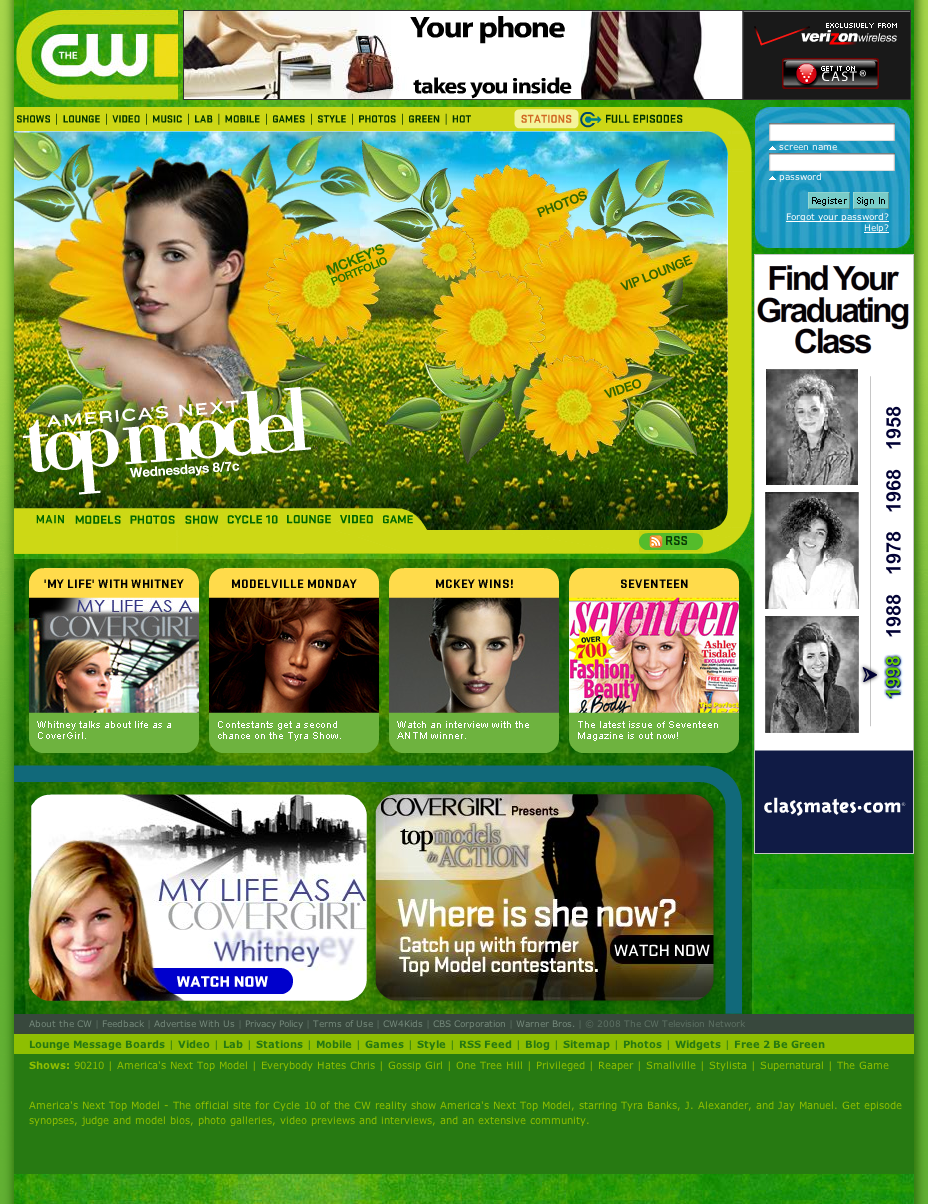 THE CW
Your phone
takes you inside
EXCLUSIVELY FROM
verizonwireless
GET IT ON
CAST®
SHOWS | LOUNGE | VIDEO | MUSIC | LAB | MOBILE | GAMES | STYLE | PHOTOS | GREEN | HOT
STATIONS
FULL EPISODES
screen name
password
Register
Sign In
Forgot your password?
Help?
MCKEY'S
PORTFOLIO
PHOTOS
VIP LOUNGE
VIDEO
AMERICA'S NEXT
top model
Wednesdays 8/7c
MAIN MODELS PHOTOS SHOW CYCLE 10 LOUNGE VIDEO GAME
RSS
Find Your
Graduating
Class
1958
1968
1978
1988
1998
classmates.com
'MY LIFE' WITH WHITNEY
MY LIFE AS A
COVERGIRL
Whitney talks about life as a
CoverGirl.
MODELVILLE MONDAY
Contestants get a second
chance on the Tyra Show.
MCKEY WINS!
Watch an interview with the
ANTM winner.
SEVENTEEN
seventeen
OVER
700
Fashion,
Beauty
& Body
Ashley
Tisdale
EXCLUSIVE!
FREE MUSIC
The latest issue of Seventeen
Magazine is out now!
MY LIFE AS A
COVERGIRL
Whitney
WATCH NOW
COVERGIRL Presents
top models
in ACTION
Where is she now?
Catch up with former
Top Model contestants.
WATCH NOW
About the CW | Feedback | Advertise With Us | Privacy Policy | Terms of Use | CW4Kids | CBS Corporation | Warner Bros. | © 2008 The CW Television Network
Lounge Message Boards | Video | Lab | Stations | Mobile | Games | Style | RSS Feed | Blog | Sitemap | Photos | Widgets | Free 2 Be Green
Shows: 90210 | America's Next Top Model | Everybody Hates Chris | Gossip Girl | One Tree Hill | Privileged | Reaper | Smallville | Stylista | Supernatural | The Game
America's Next Top Model - The official site for Cycle 10 of the CW reality show America's Next Top Model, starring Tyra Banks, J. Alexander, and Jay Manuel. Get episode
synopses, judge and model bios, photo galleries, video previews and interviews, and an extensive community.